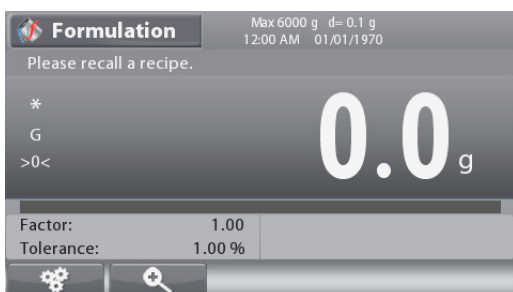 Formulation
Max 6000 g d= 0.1 g
12:00 AM 01/01/1970
Please recall a recipe.
*
G
>0<
0.0 g
Factor: 1.00
Tolerance: 1.00 %